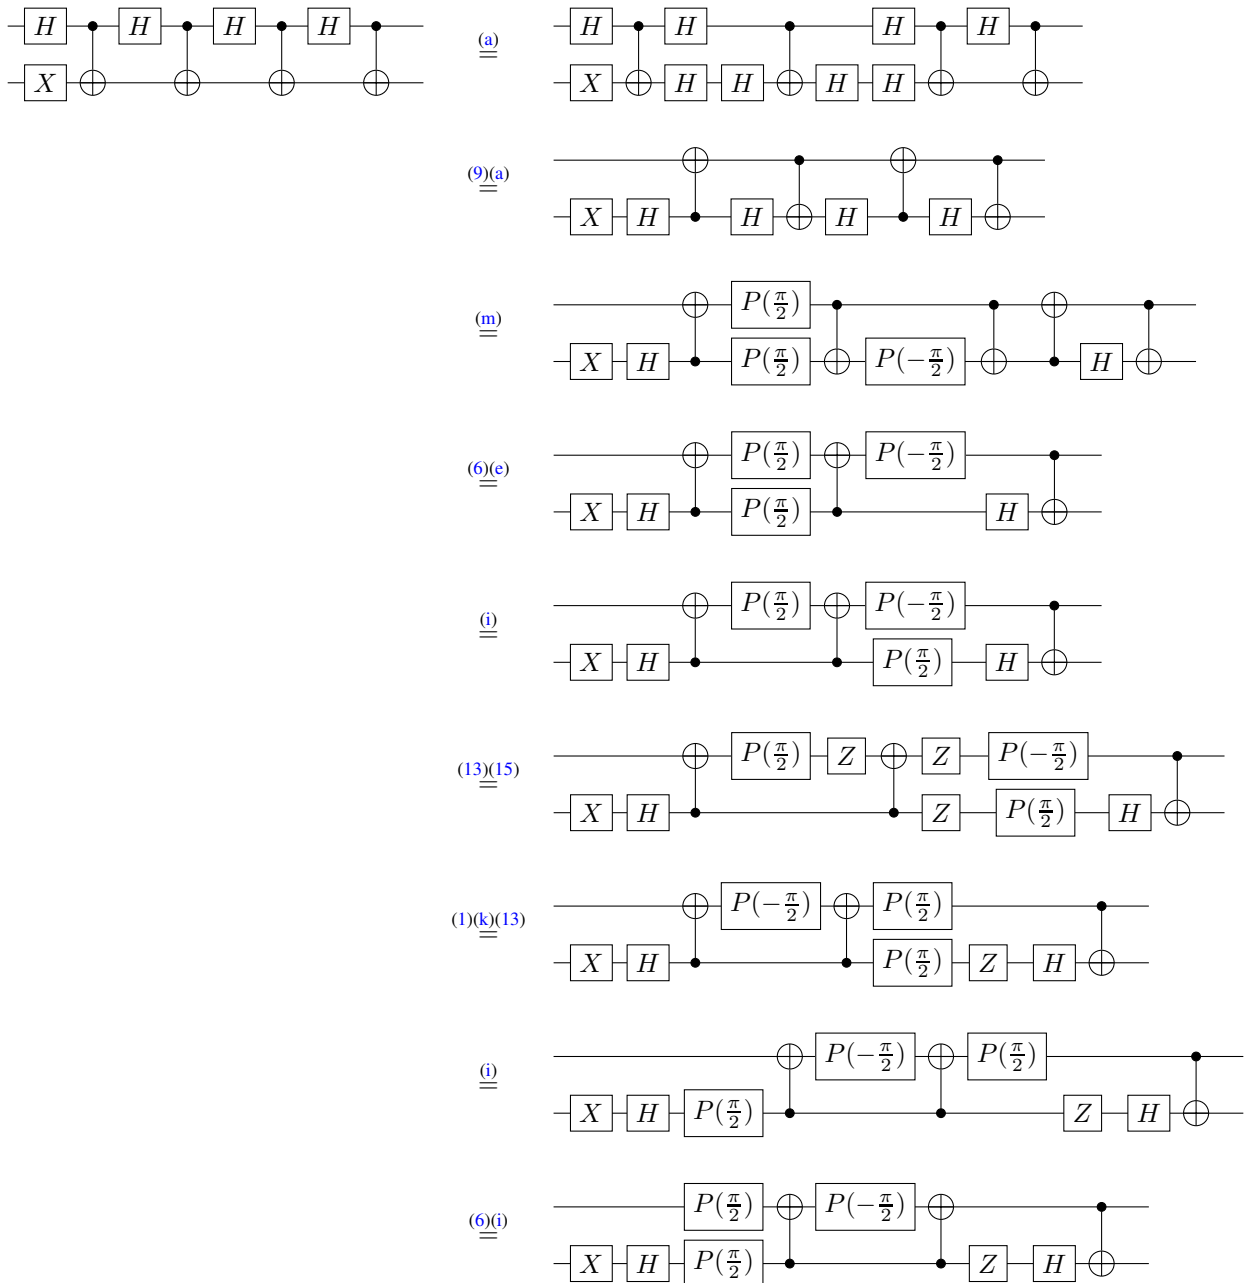 H H H H
X
(a)
=
H H H H
X H H H H
(9)(a)
=
X H H H H
(m)
=
P(π/2)
X H P(π/2) P(-π/2) H
(6)(e)
=
P(π/2) P(-π/2)
X H P(π/2) H
(i)
=
P(π/2) P(-π/2)
X H P(π/2) H
(13)(15)
=
P(π/2) Z Z P(-π/2)
X H Z P(π/2) H
(1)(k)(13)
=
P(-π/2) P(π/2)
X H P(π/2) Z H
(i)
=
P(-π/2) P(π/2)
X H P(π/2) Z H
(6)(i)
=
P(π/2) P(-π/2)
X H P(π/2) Z H